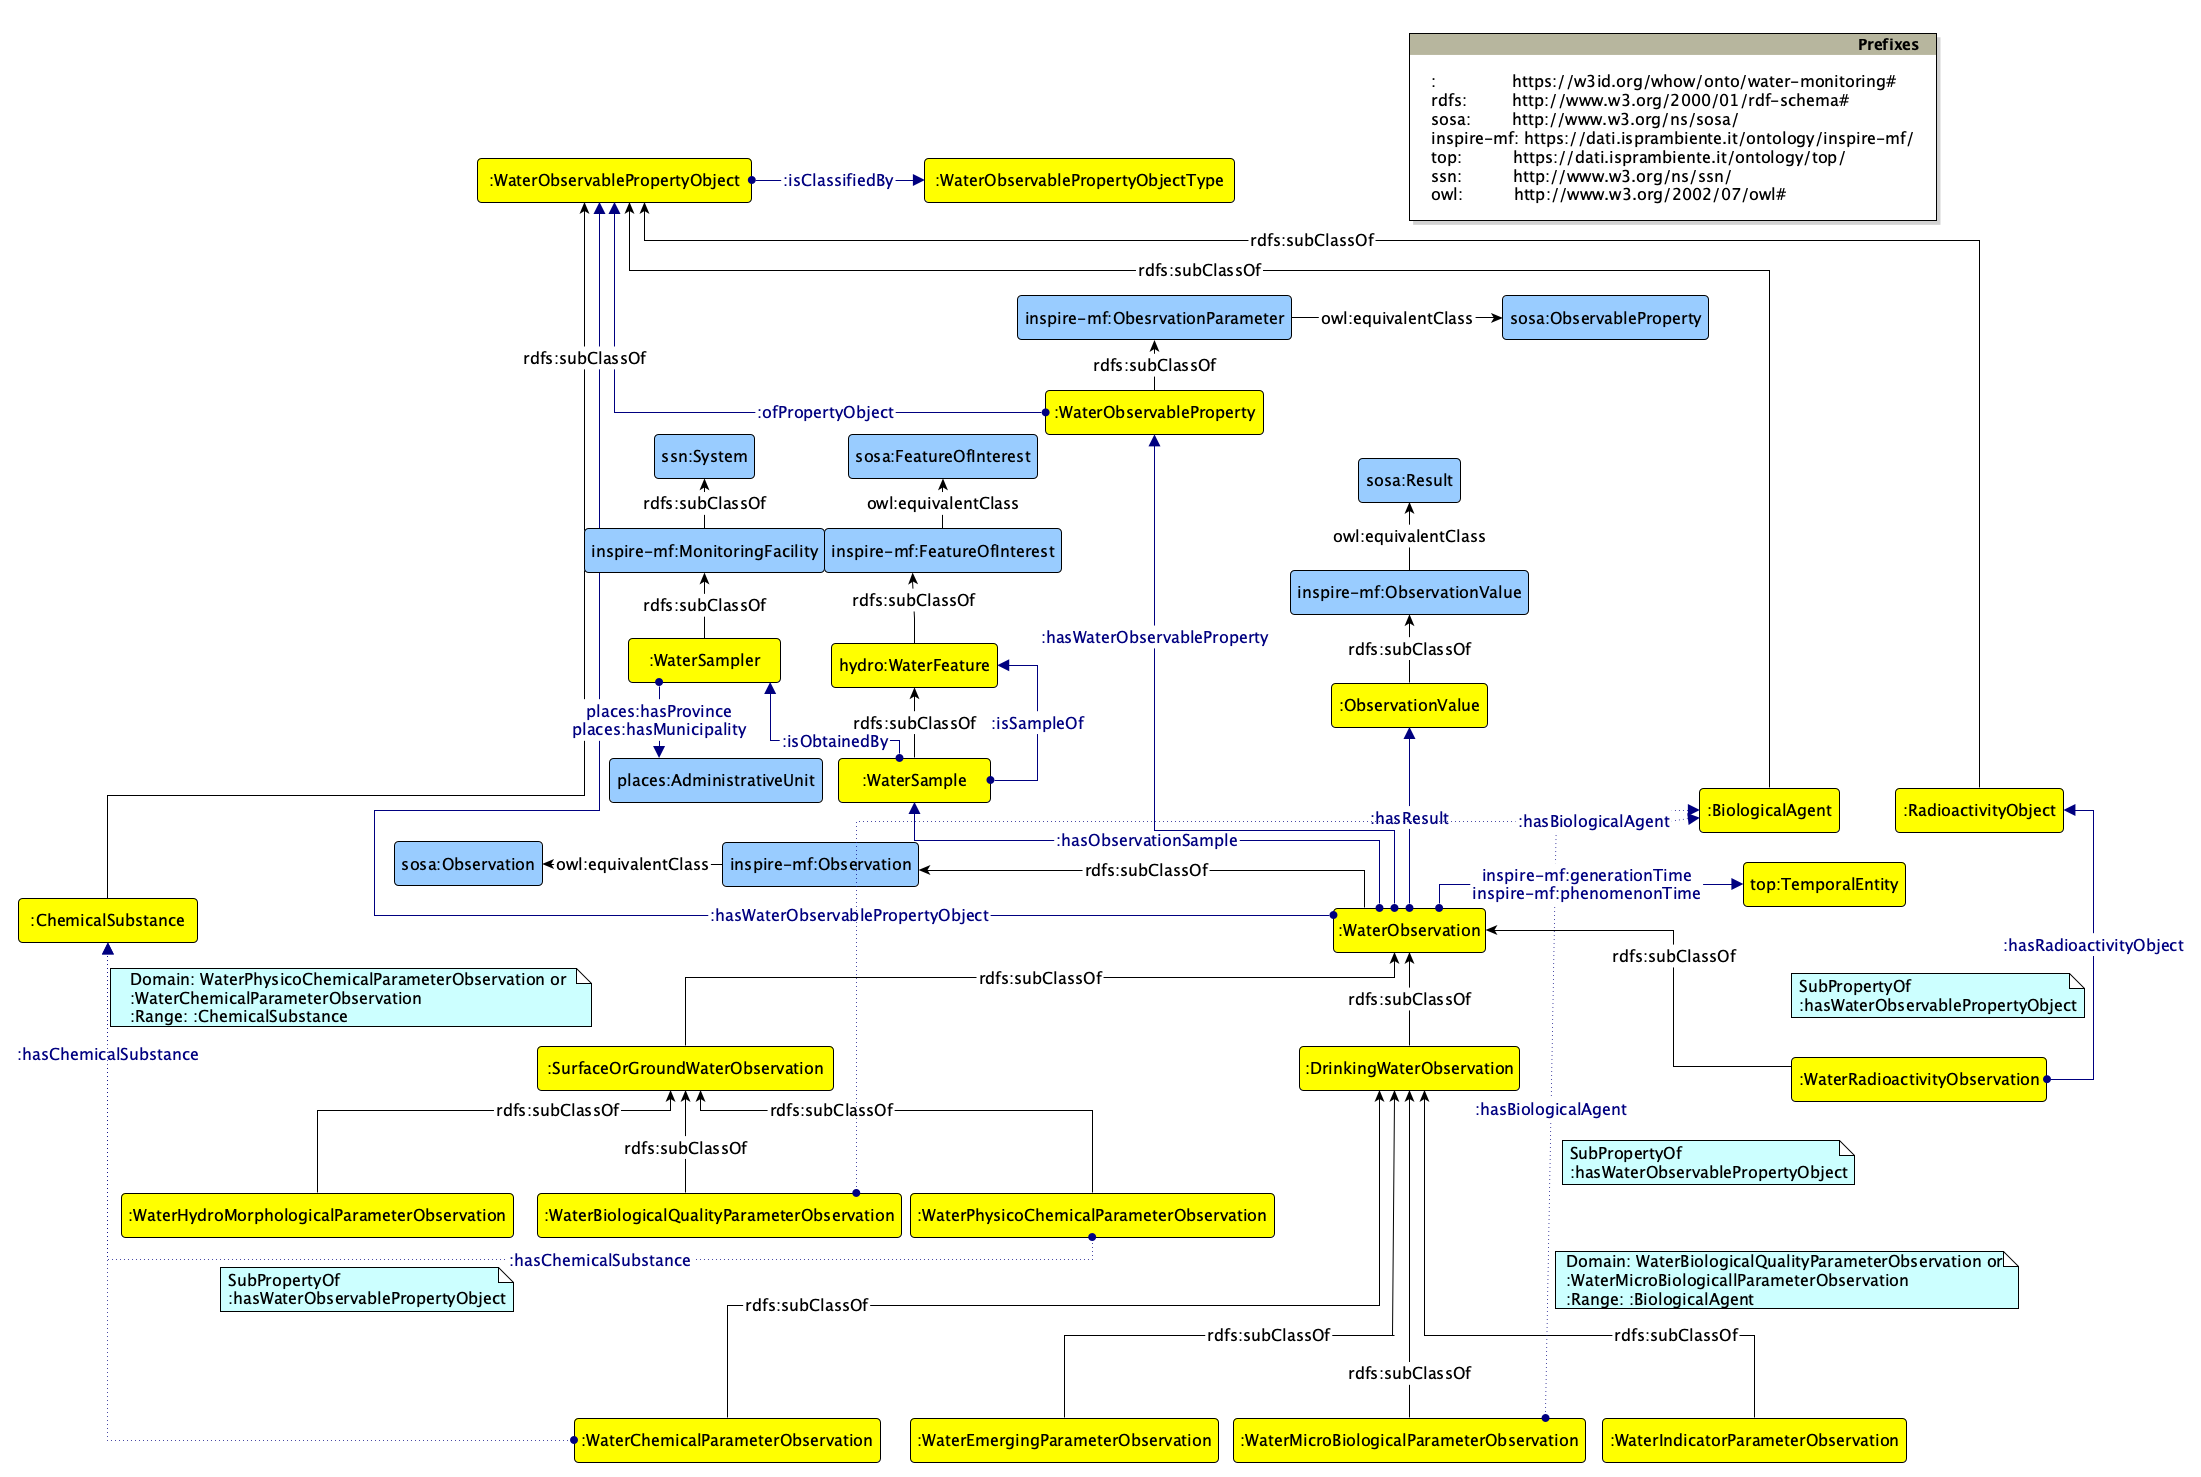 Prefixes
: https://w3id.org/whow/onto/water-monitoring#
rdfs: http://www.w3.org/2000/01/rdf-schema#
sosa: http://www.w3.org/ns/sosa/
inspire-mf: https://dati.isprambiente.it/ontology/inspire-mf/
top: https://dati.isprambiente.it/ontology/top/
ssn: http://www.w3.org/ns/ssn/
owl: http://www.w3.org/2002/07/owl#
:WaterObservablePropertyObject
:isClassifiedBy
:WaterObservablePropertyObjectType
rdfs:subClassOf
rdfs:subClassOf
inspire-mf:ObesrvationParameter
owl:equivalentClass
sosa:ObservableProperty
rdfs:subClassOf
rdfs:subClassOf
:ofPropertyObject
:WaterObservableProperty
ssn:System
sosa:FeatureOfInterest
sosa:Result
rdfs:subClassOf
owl:equivalentClass
owl:equivalentClass
inspire-mf:MonitoringFacility
inspire-mf:FeatureOfInterest
inspire-mf:ObservationValue
rdfs:subClassOf
rdfs:subClassOf
:hasWaterObservableProperty
rdfs:subClassOf
:WaterSampler
hydro:WaterFeature
:ObservationValue
places:hasProvince
places:hasMunicipality
rdfs:subClassOf
:isSampleOf
:isObtainedBy
places:AdministrativeUnit
:WaterSample
:BiologicalAgent
:RadioactivityObject
:hasResult
:hasBiologicalAgent
:hasObservationSample
sosa:Observation
owl:equivalentClass
inspire-mf:Observation
rdfs:subClassOf
inspire-mf:generationTime
inspire-mf:phenomenonTime
top:TemporalEntity
:ChemicalSubstance
:hasWaterObservablePropertyObject
:WaterObservation
:hasRadioactivityObject
rdfs:subClassOf
Domain: WaterPhysicoChemicalParameterObservation or
:WaterChemicalParameterObservation
:Range: :ChemicalSubstance
rdfs:subClassOf
rdfs:subClassOf
SubPropertyOf
:hasWaterObservablePropertyObject
:hasChemicalSubstance
:SurfaceOrGroundWaterObservation
:DrinkingWaterObservation
:WaterRadioactivityObservation
rdfs:subClassOf
rdfs:subClassOf
:hasBiologicalAgent
rdfs:subClassOf
SubPropertyOf
:hasWaterObservablePropertyObject
:WaterHydroMorphologicalParameterObservation
:WaterBiologicalQualityParameterObservation
:WaterPhysicoChemicalParameterObservation
:hasChemicalSubstance
Domain: WaterBiologicalQualityParameterObservation or
:WaterMicroBiologicallParameterObservation
:Range: :BiologicalAgent
SubPropertyOf
:hasWaterObservablePropertyObject
rdfs:subClassOf
rdfs:subClassOf
rdfs:subClassOf
rdfs:subClassOf
:WaterChemicalParameterObservation
:WaterEmergingParameterObservation
:WaterMicroBiologicalParameterObservation
:WaterIndicatorParameterObservation